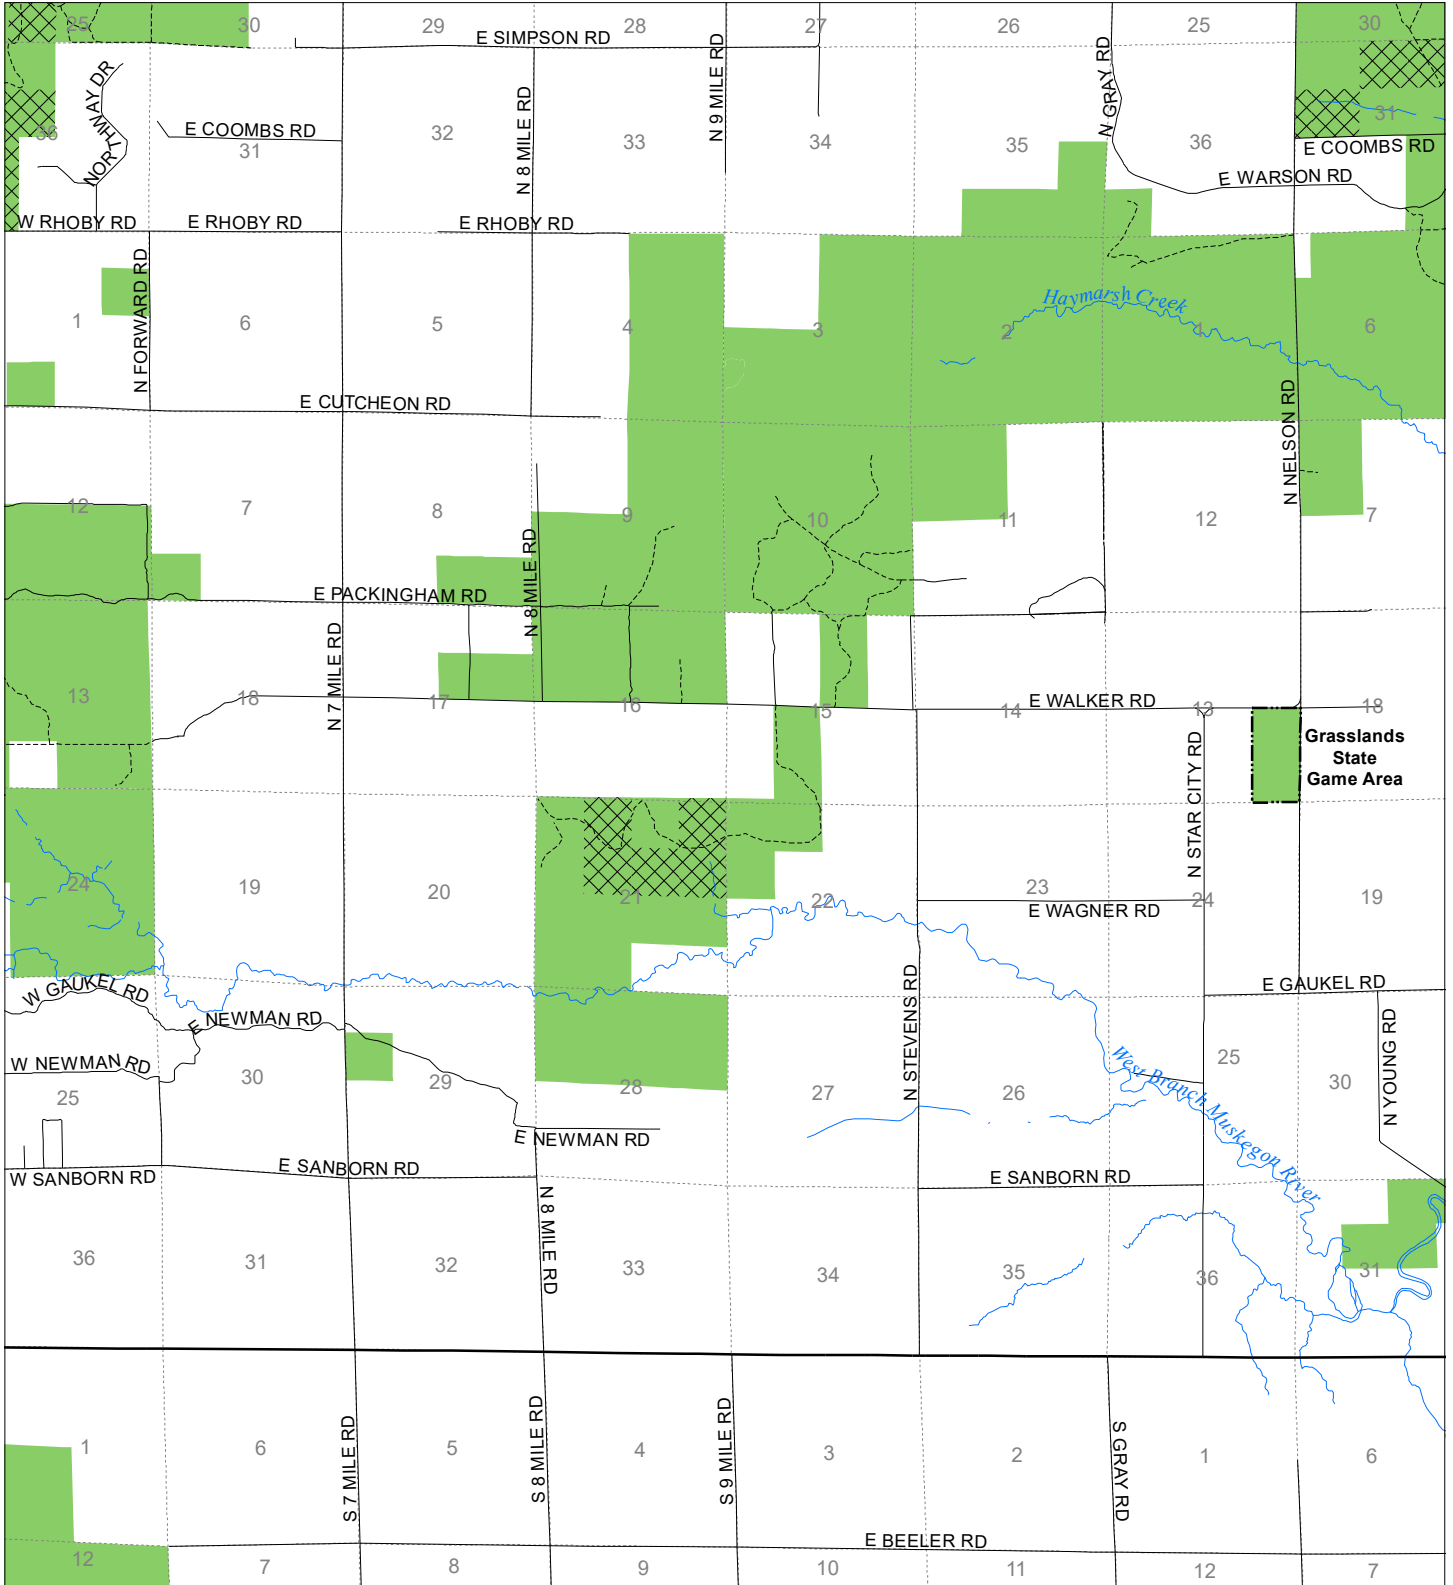 25
30
29
28
27
26
25
30
E SIMPSON RD
N 9 MILE RD
N GRAY RD
NORTHWAY DR
N 8 MILE RD
36
E COOMBS RD
31
32
33
34
35
36
31
E COOMBS RD
E WARSON RD
W RHOBY RD
E RHOBY RD
E RHOBY RD
N FORWARD RD
Haymarsh Creek
1
6
5
4
3
2
1
6
E CUTCHEON RD
N NELSON RD
12
7
8
9
10
11
12
7
N 8 MILE RD
E PACKINGHAM RD
N 7 MILE RD
13
18
17
16
15
14
E WALKER RD
13
18
Grasslands
State
Game Area
N STAR CITY RD
24
19
20
21
22
23
24
19
E WAGNER RD
W GAUKEL RD
E NEWMAN RD
N STEVENS RD
E GAUKEL RD
W NEWMAN RD
25
30
29
28
27
26
25
30
N YOUNG RD
West Branch Muskegon River
E NEWMAN RD
W SANBORN RD
E SANBORN RD
E SANBORN RD
N 8 MILE RD
36
31
32
33
34
35
36
31
S 7 MILE RD
S 8 MILE RD
S 9 MILE RD
S GRAY RD
1
6
5
4
3
2
1
6
E BEELER RD
12
7
8
9
10
11
12
7